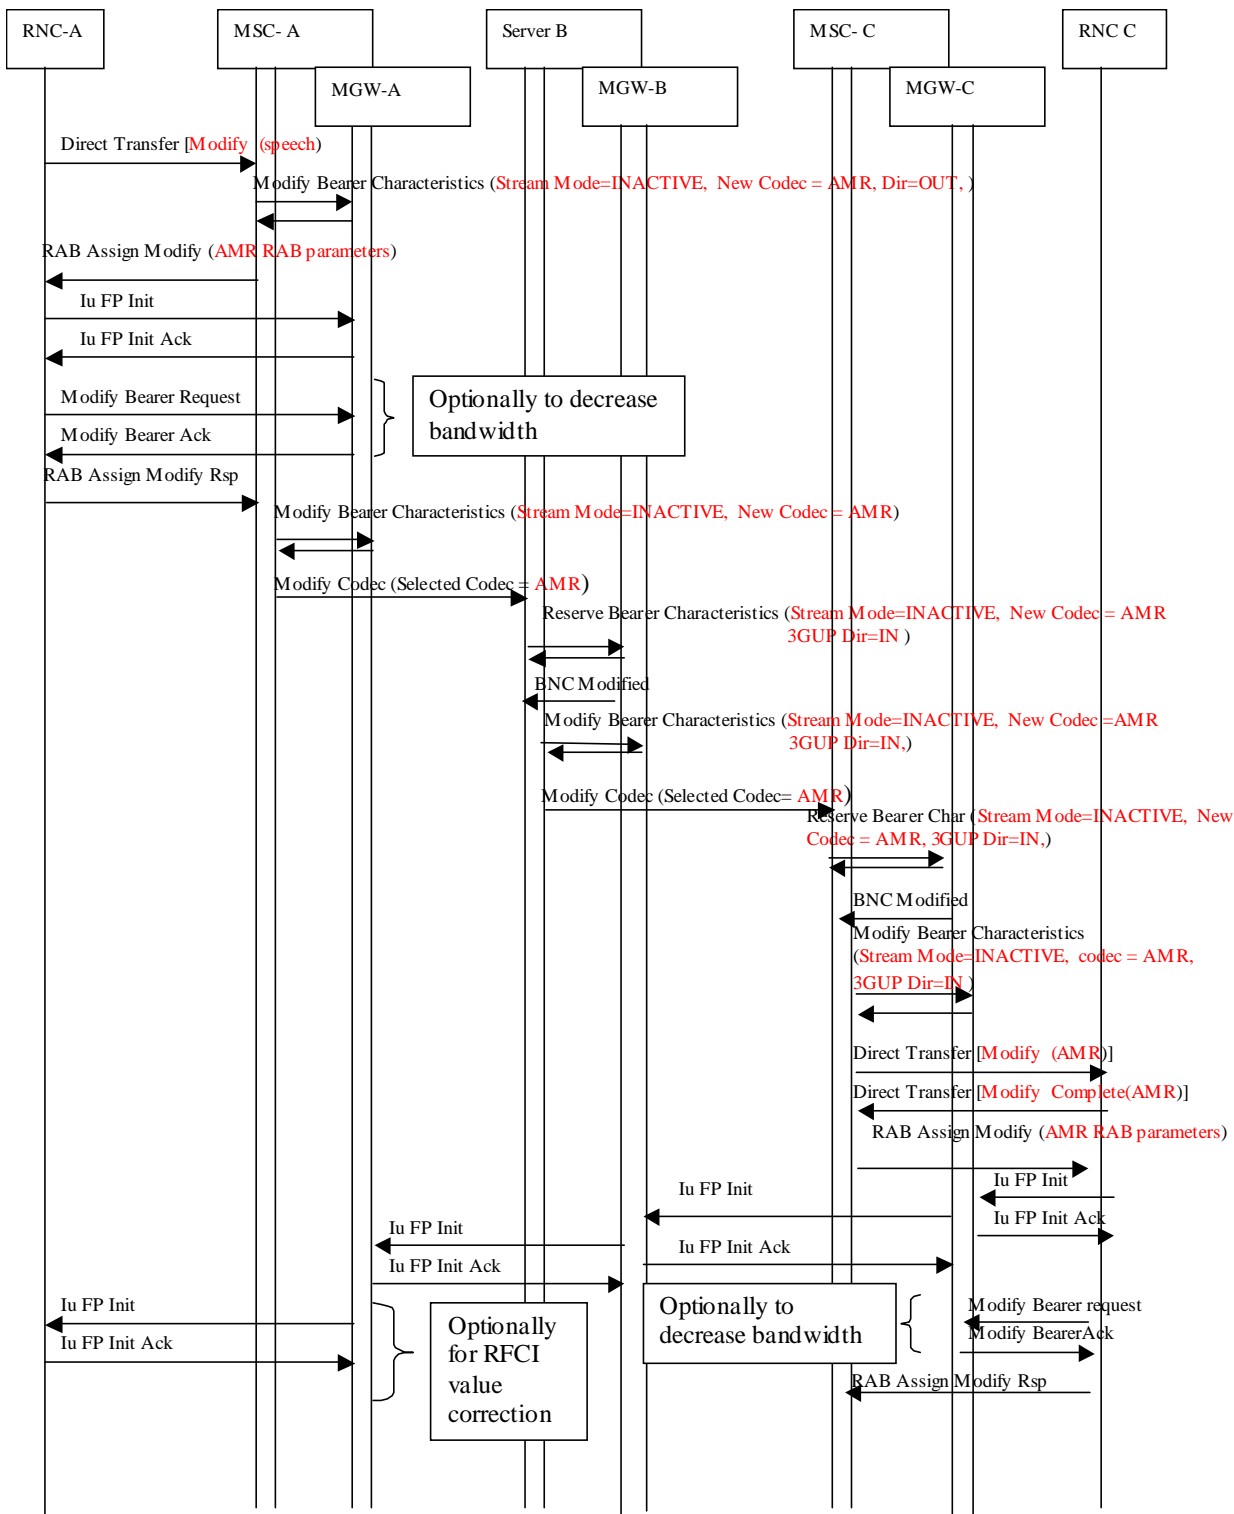 RNC-A
MSC- A
Server B
MSC- C
RNC C
MGW-A
MGW-B
MGW-C
Direct Transfer [Modify (speech)
Modify Bearer Characteristics (Stream Mode=INACTIVE, New Codec = AMR, Dir=OUT, )
RAB Assign Modify (AMR RAB parameters)
Iu FP Init
Iu FP Init Ack
Modify Bearer Request
Optionally to decrease
bandwidth
Modify Bearer Ack
RAB Assign Modify Rsp
Modify Bearer Characteristics (Stream Mode=INACTIVE, New Codec = AMR)
Modify Codec (Selected Codec = AMR)
Reserve Bearer Characteristics (Stream Mode=INACTIVE, New Codec = AMR
3GUP Dir=IN )
BNC Modified
Modify Bearer Characteristics (Stream Mode=INACTIVE, New Codec =AMR
3GUP Dir=IN,)
Modify Codec (Selected Codec= AMR)
Reserve Bearer Char (Stream Mode=INACTIVE, New
Codec = AMR, 3GUP Dir=IN,)
BNC Modified
Modify Bearer Characteristics
(Stream Mode=INACTIVE, codec = AMR,
3GUP Dir=IN )
Direct Transfer [Modify (AMR)]
Direct Transfer [Modify Complete(AMR)]
RAB Assign Modify (AMR RAB parameters)
Iu FP Init
Iu FP Init
Iu FP Init Ack
Iu FP Init
Iu FP Init Ack
Iu FP Init Ack
Iu FP Init
Iu FP Init Ack
Optionally
for RFCI
value
correction
Optionally to
decrease bandwidth
Modify Bearer request
Modify BearerAck
RAB Assign Modify Rsp